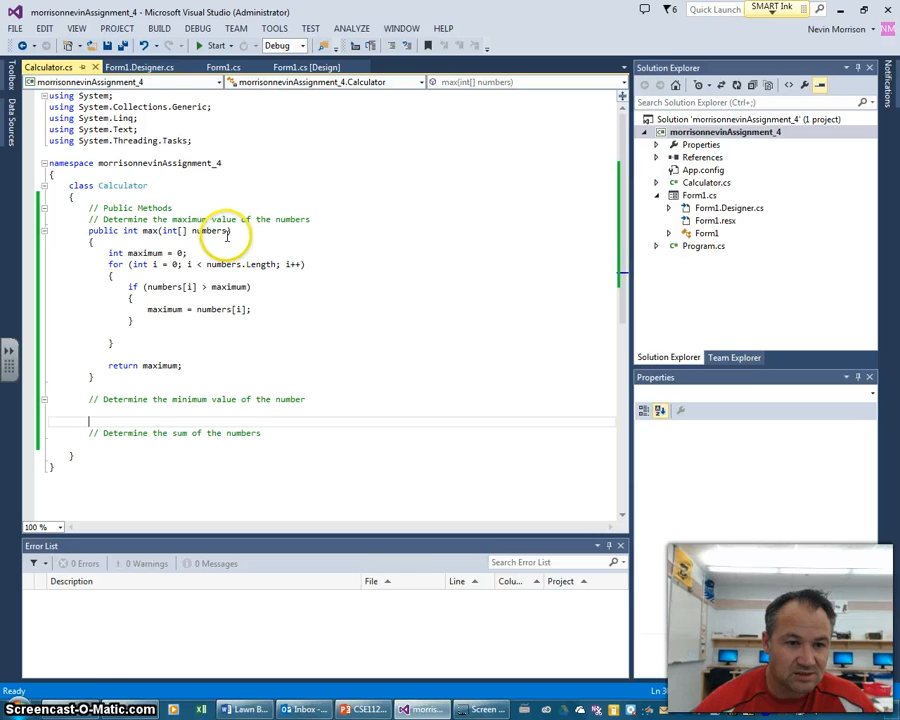 morrisonnevinAssignment_4 - Microsoft Visual Studio (Administrator)
6
Quick Launch
SMART Ink
FILE EDIT VIEW PROJECT BUILD DEBUG TEAM TOOLS TEST ANALYZE WINDOW HELP
Nevin Morrison
NM
Start Debug
Toolbox
Data Sources
Notifications
Calculator.cs Form1.Designer.cs Form1.cs Form1.cs [Design]
morrisonnevinAssignment_4 morrisonnevinAssignment_4.Calculator max(int[] numbers)
using System;
using System.Collections.Generic;
using System.Linq;
using System.Text;
using System.Threading.Tasks;
namespace morrisonnevinAssignment_4
{
class Calculator
{
// Public Methods
// Determine the maximum value of the numbers
public int max(int[] numbers)
{
int maximum = 0;
for (int i = 0; i < numbers.Length; i++)
{
if (numbers[i] > maximum)
{
maximum = numbers[i];
}
}
return maximum;
}
// Determine the minimum value of the number
// Determine the sum of the numbers
}
}
100 %
Solution Explorer
Search Solution Explorer (Ctrl+;)
Solution 'morrisonnevinAssignment_4' (1 project)
morrisonnevinAssignment_4
Properties
References
App.config
Calculator.cs
Form1.cs
Form1.Designer.cs
Form1.resx
Form1
Program.cs
Solution Explorer Team Explorer
Properties
Error List
0 Errors 0 Warnings 0 Messages
Search Error List
Description File Line Colu... Project
Ready
Screencast-O-Matic.com
Lawn B...
Inbox -...
CSE112...
morris...
Screen ...